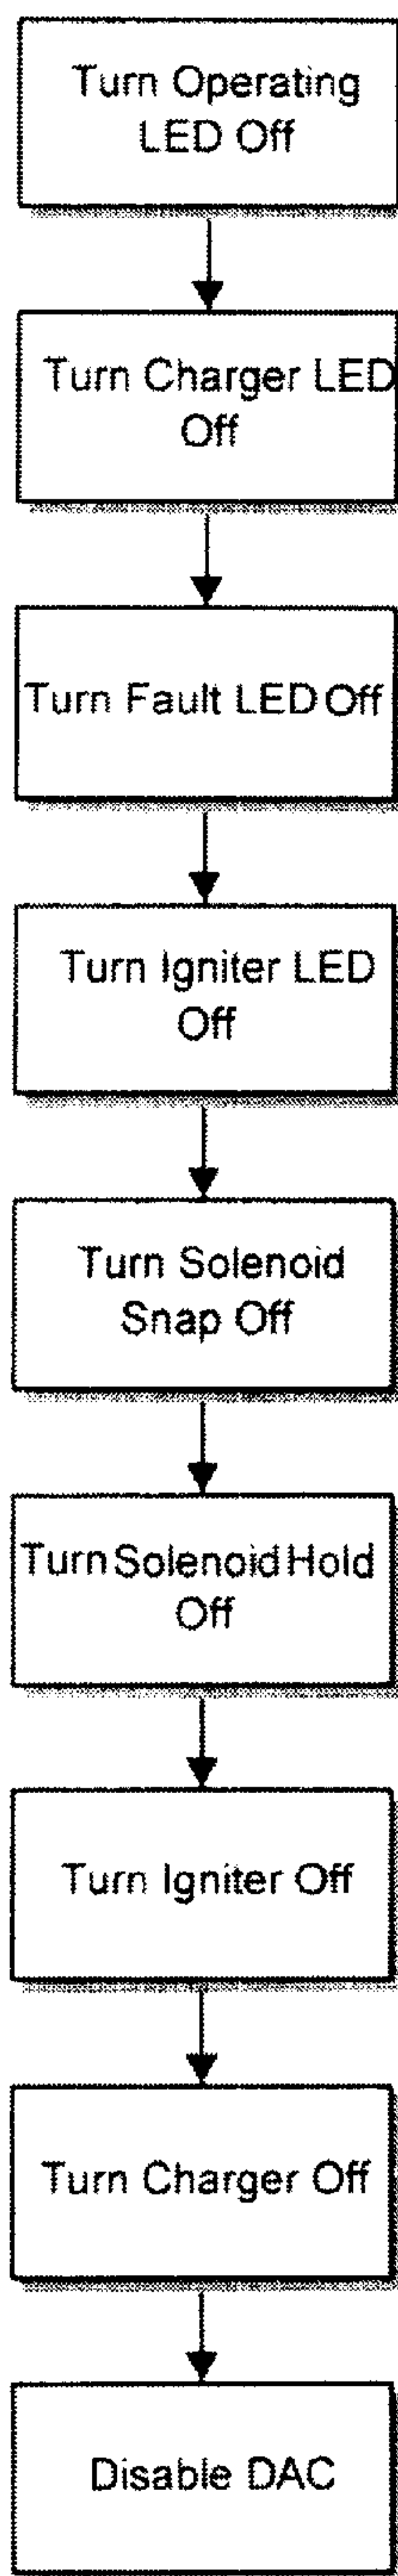 Turn Operating
LED Off
Turn Charger LED
Off
Turn Fault LED Off
Turn Igniter LED
Off
Turn Solenoid
Snap Off
Turn Solenoid Hold
Off
Turn Igniter Off
Turn Charger Off
Disable DAC